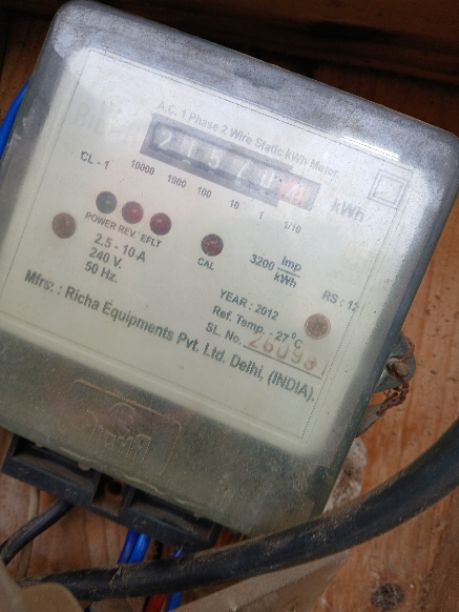 A.C. 1 Phase 2 Wire Static kWh Meter.
kWh
CL - 1 10000 1000 100 10 1 1/10
POWER REV. EFLT
CAL
3200 imp/kWh
2.5 - 10 A
240 V.
50 Hz.
YEAR : 2012 RS : 12
Ref. Temp. - 27 °C
SL. No. 26093
Mfrs. : Richa Equipments Pvt. Ltd. Delhi, (INDIA).